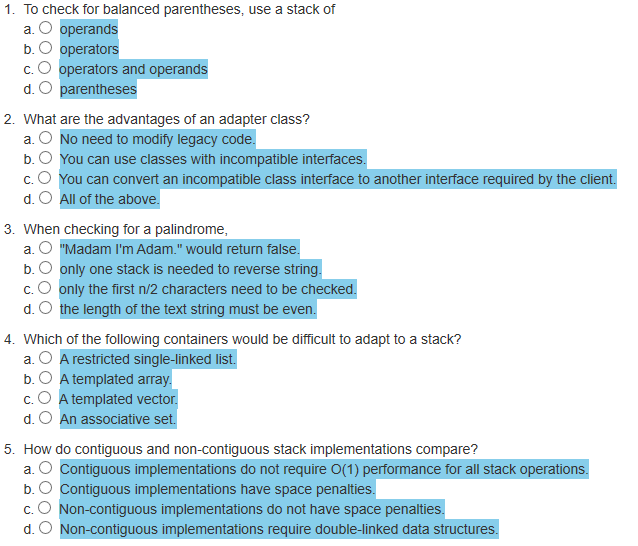 1. To check for balanced parentheses, use a stack of
a. operands
b. operators
c. operators and operands
d. parentheses
2. What are the advantages of an adapter class?
a. No need to modify legacy code.
b. You can use classes with incompatible interfaces.
c. You can convert an incompatible class interface to another interface required by the client.
d. All of the above.
3. When checking for a palindrome,
a. "Madam I'm Adam." would return false.
b. only one stack is needed to reverse string.
c. only the first n/2 characters need to be checked.
d. the length of the text string must be even.
4. Which of the following containers would be difficult to adapt to a stack?
a. A restricted single-linked list.
b. A templated array.
c. A templated vector.
d. An associative set.
5. How do contiguous and non-contiguous stack implementations compare?
a. Contiguous implementations do not require O(1) performance for all stack operations.
b. Contiguous implementations have space penalties.
c. Non-contiguous implementations do not have space penalties.
d. Non-contiguous implementations require double-linked data structures.